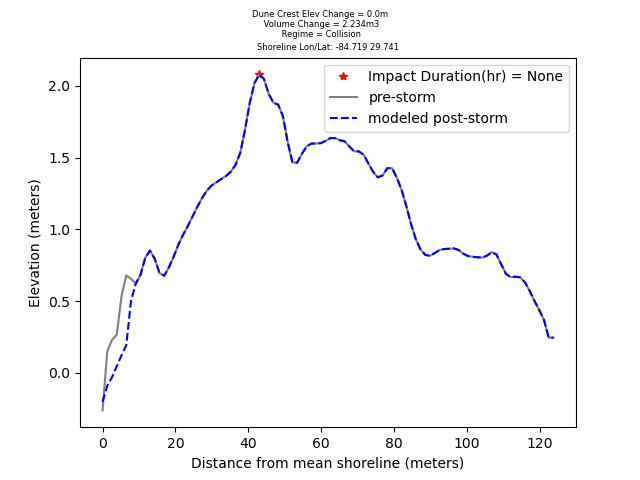 Dune Crest Elev Change = 0.0m
Volume Change = 2.234m3
Regime = Collision
Shoreline Lon/Lat: -84.719 29.741
Impact Duration(hr) = None
pre-storm
modeled post-storm
Elevation (meters)
2.0
1.5
1.0
0.5
0.0
0 20 40 60 80 100 120
Distance from mean shoreline (meters)